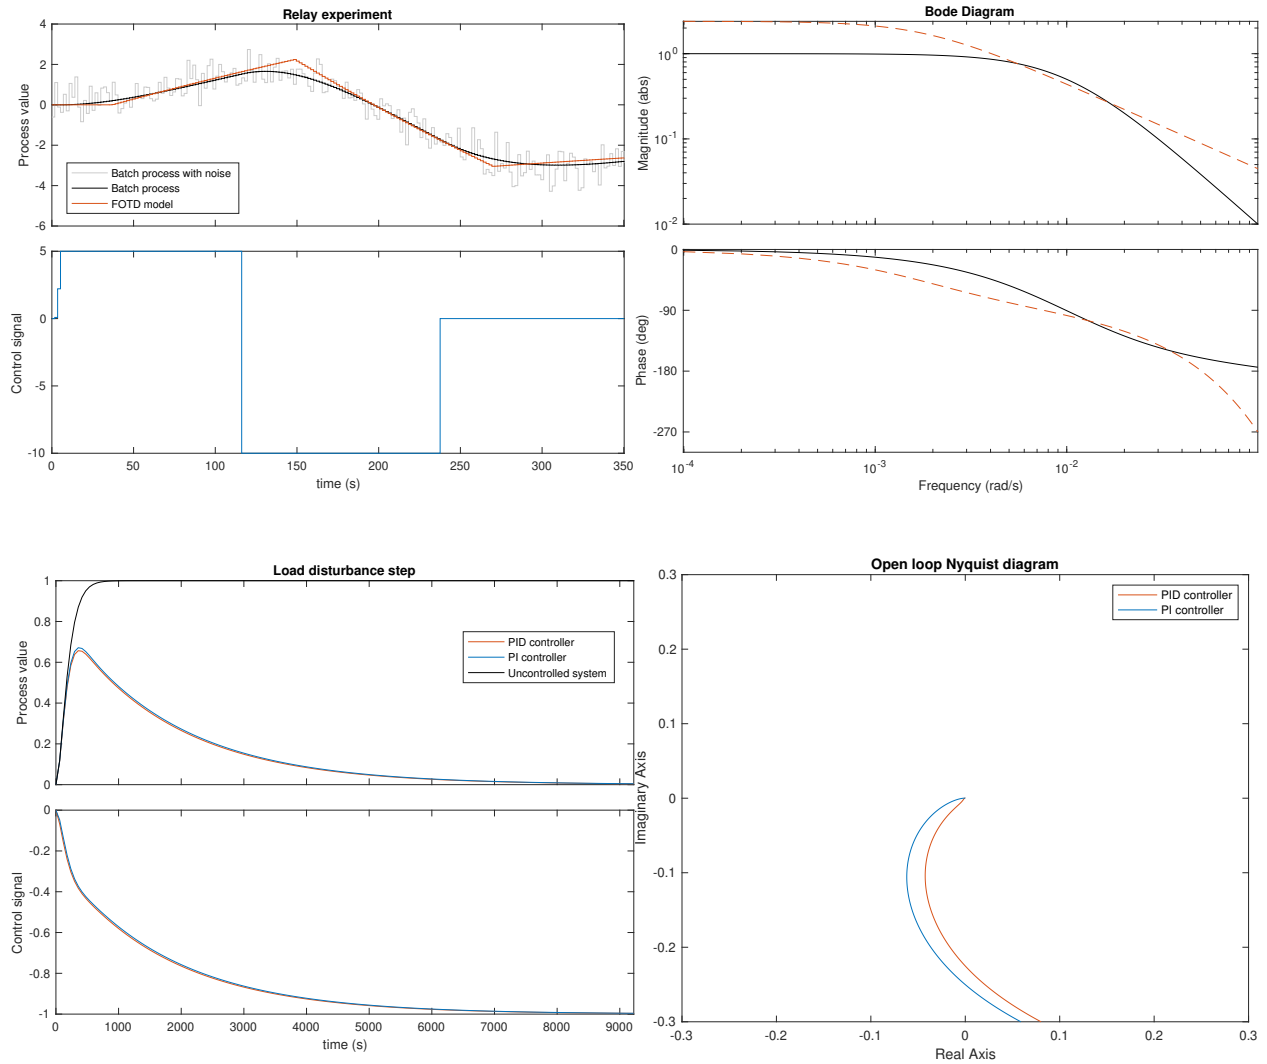 Relay experiment
4
2
0
-2
-4
-6
Process value
Batch process with noise
Batch process
FOTD model
5
0
-5
-10
Control signal
0
50
100
150
200
250
300
350
time (s)
Bode Diagram
10^0
10^-1
10^-2
Magnitude (abs)
0
-90
-180
-270
Phase (deg)
10^-4
10^-3
10^-2
Frequency (rad/s)
Load disturbance step
1
0.8
0.6
0.4
0.2
0
Process value
PID controller
PI controller
Uncontrolled system
0
-0.2
-0.4
-0.6
-0.8
-1
Control signal
0
1000
2000
3000
4000
5000
6000
7000
8000
9000
time (s)
Open loop Nyquist diagram
0.3
0.2
0.1
0
-0.1
-0.2
-0.3
Imaginary Axis
PID controller
PI controller
-0.3
-0.2
-0.1
0
0.1
0.2
0.3
Real Axis